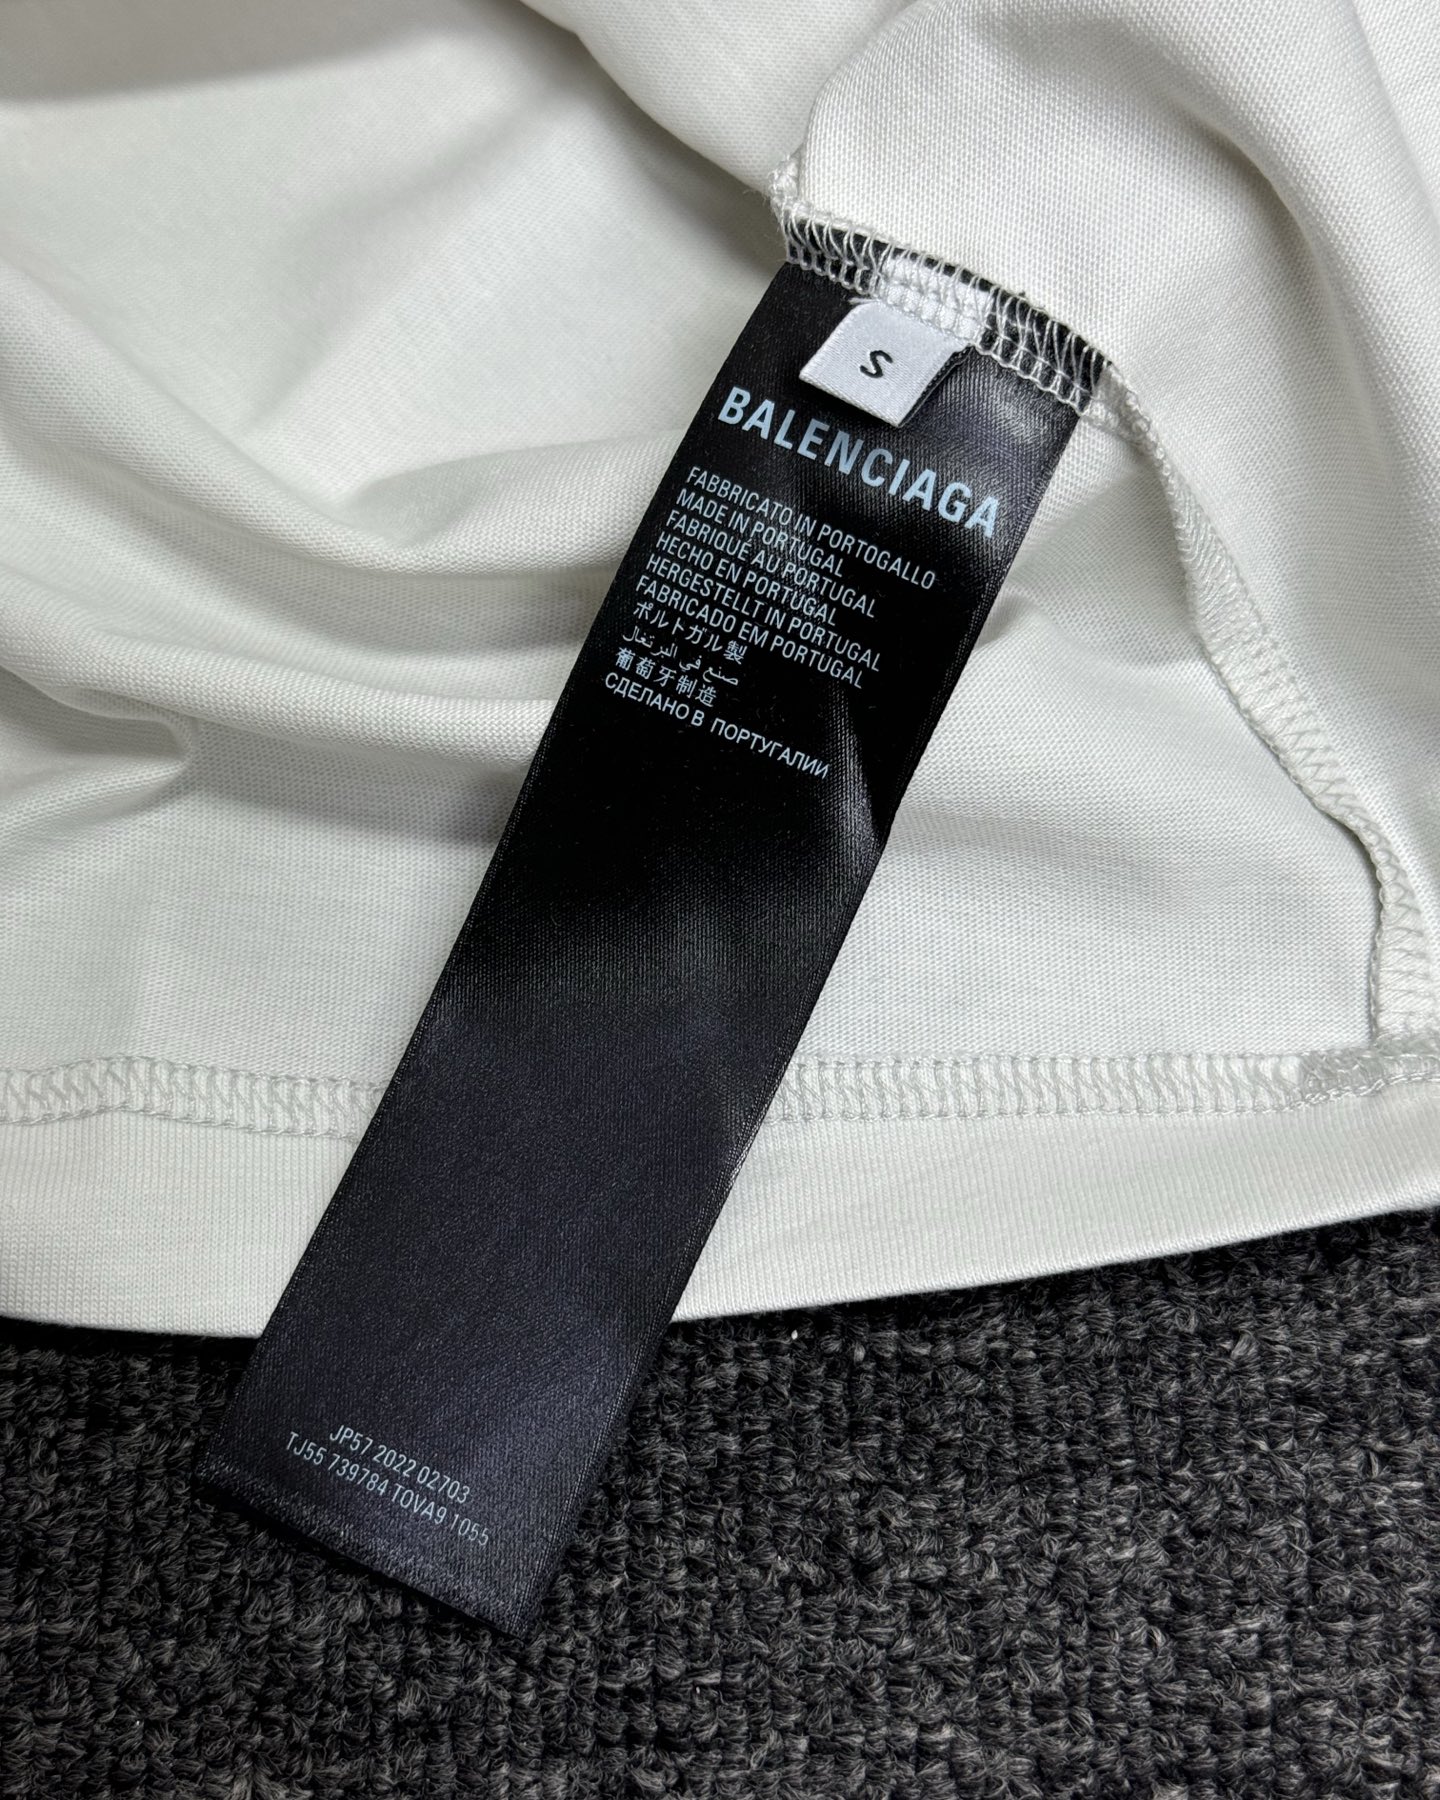 S
BALENCIAGA
FABBRICATO IN PORTOGALLO
MADE IN PORTUGAL
FABRIQUÉ AU PORTUGAL
HECHO EN PORTUGAL
HERGESTELLT IN PORTUGAL
FABRICADO EM PORTUGAL
ポルトガル製
صنع في البرتغال
葡萄牙制造
СДЕЛАНО В ПОРТУГАЛИИ
JP57 2022 02703
TJ55 739784 TOVA9 1055